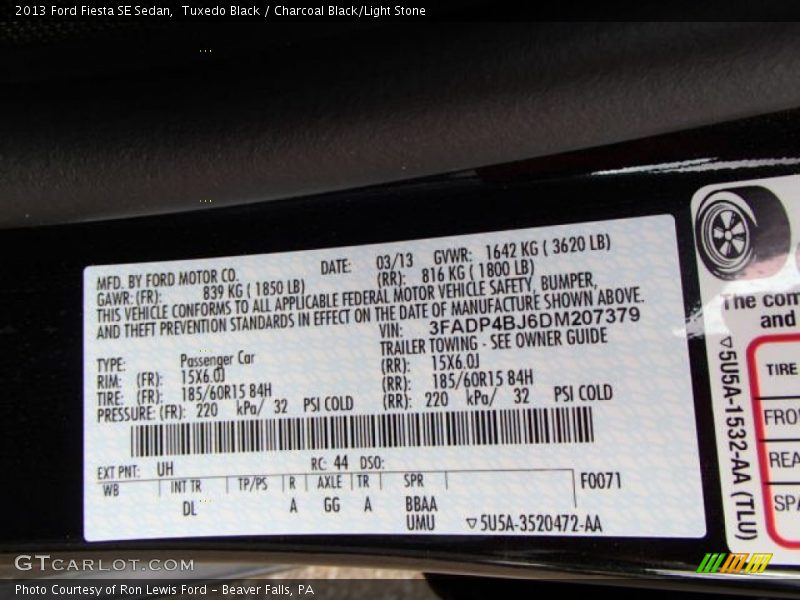 2013 Ford Fiesta SE Sedan, Tuxedo Black / Charcoal Black/Light Stone
MFD. BY FORD MOTOR CO. DATE: 03/13 GVWR: 1642 KG ( 3620 LB)
GAWR: (FR): 839 KG ( 1850 LB) (RR): 816 KG ( 1800 LB)
THIS VEHICLE CONFORMS TO ALL APPLICABLE FEDERAL MOTOR VEHICLE SAFETY, BUMPER,
AND THEFT PREVENTION STANDARDS IN EFFECT ON THE DATE OF MANUFACTURE SHOWN ABOVE.
VIN: 3FADP4BJ6DM207379
TYPE: Passenger Car TRAILER TOWING - SEE OWNER GUIDE
RIM: (FR): 15X6.0J (RR): 15X6.0J
TIRE: (FR): 185/60R15 84H (RR): 185/60R15 84H
PRESSURE: (FR): 220 kPa/ 32 PSI COLD (RR): 220 kPa/ 32 PSI COLD
EXT PNT: UH RC: 44 DSO:
WB INT TR TP/PS R AXLE TR SPR F0071
DL A GG A BBAA
UMU ▽5U5A-3520472-AA
The com
and
TIRE
FRO
REA
SPA
▽5U5A-1532-AA (TLU)
GTCarlot.com
Photo Courtesy of Ron Lewis Ford - Beaver Falls, PA